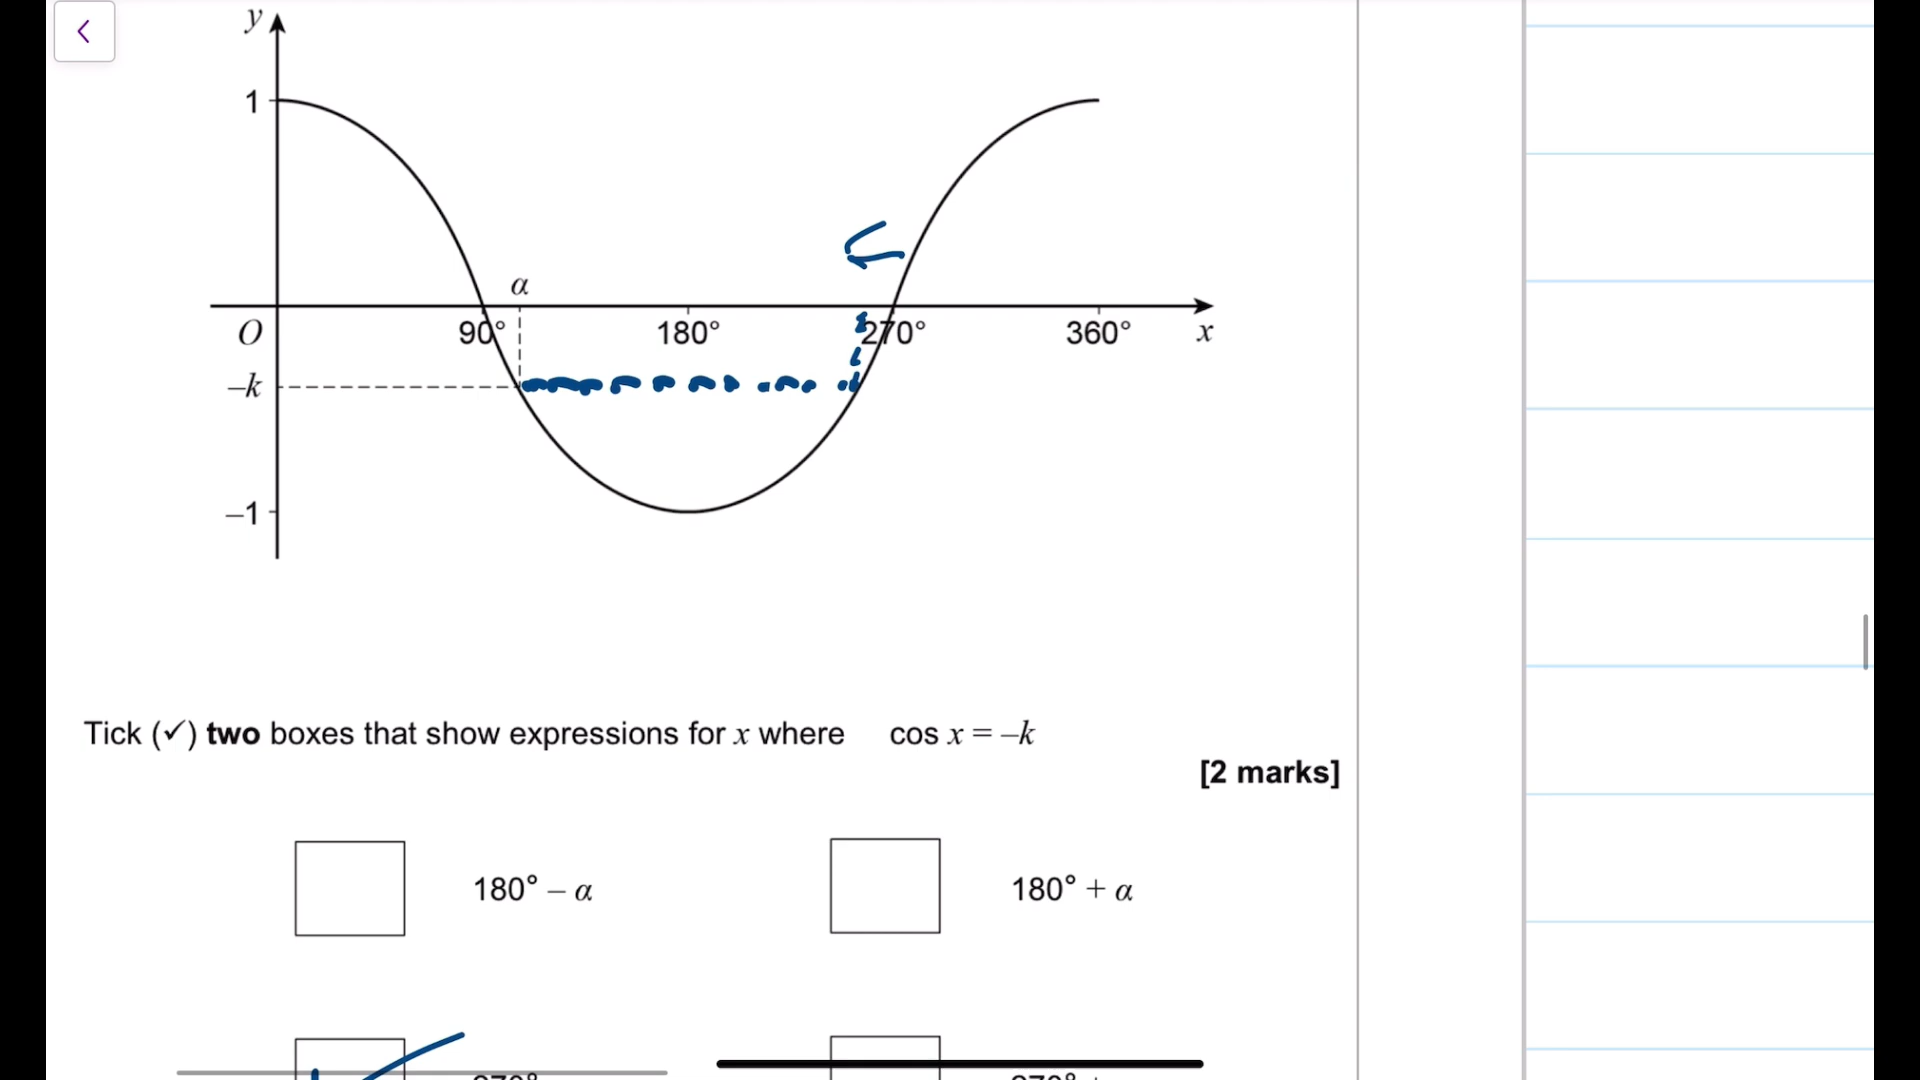 y
1
α
O
90°
180°
270°
360°
x
–k
–1
Tick (✓) two boxes that show expressions for x where cos x = –k
[2 marks]
180° – α
180° + α